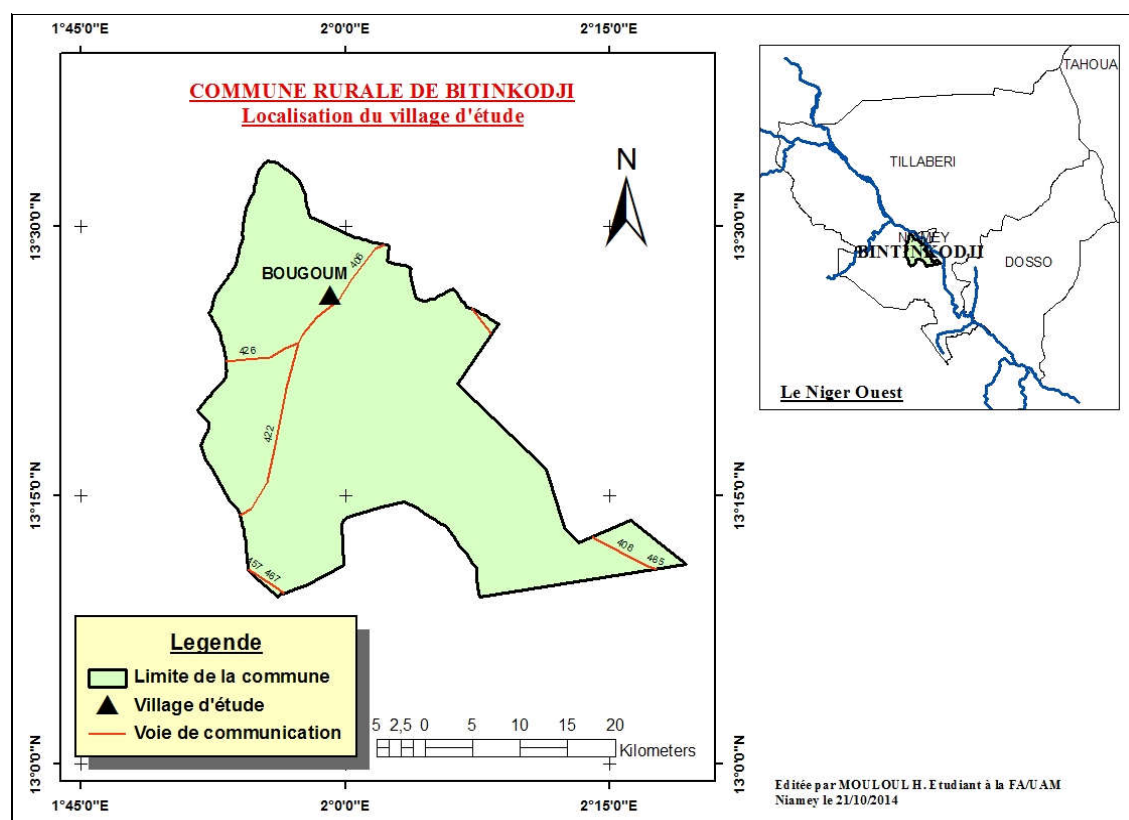 1°45'0"E 2°0'0"E 2°15'0"E
COMMUNE RURALE DE BITINKODJI
Localisation du village d'étude
N
13°30'0"N 13°30'0"N
BOUGOUM
406
426
422
13°15'0"N 13°15'0"N
408 465
457 467
Legende
Limite de la commune
Village d'étude
Voie de communication
5 2,5 0 5 10 15 20
Kilometers
13°0'0"N 13°0'0"N
1°45'0"E 2°0'0"E 2°15'0"E
TAHOUA
TILLABERI
NIAMEY
BINTINKODJI
DOSSO
Le Niger Ouest
Editée par MOULOUL H. Etudiant à la FA/UAM
Niamey le 21/10/2014